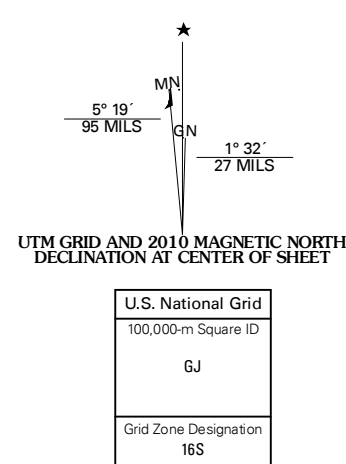 MN
GN
5° 19´
95 MILS
1° 32´
27 MILS
UTM GRID AND 2010 MAGNETIC NORTH
DECLINATION AT CENTER OF SHEET
U.S. National Grid
100,000-m Square ID
GJ
Grid Zone Designation
16S